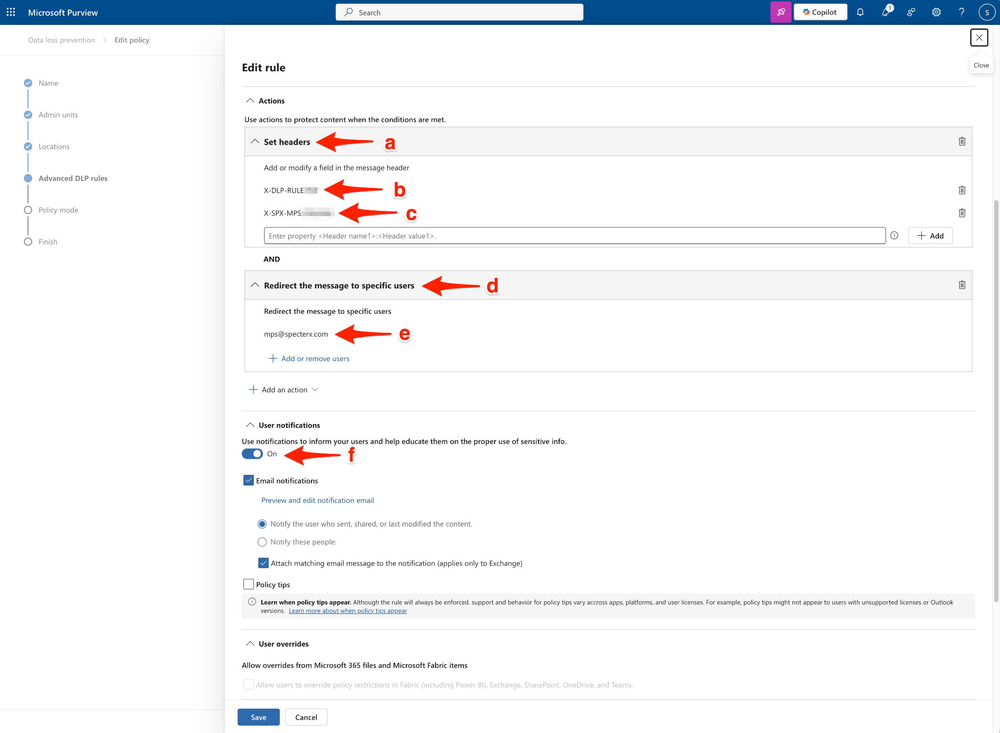 Microsoft Purview
Search
Copilot
1
?
S
Data loss prevention > Edit policy
Close
Edit rule
Name
Admin units
Locations
Advanced DLP rules
Policy mode
Finish
Actions
Use actions to protect content when the conditions are met.
Set headers
a
Add or modify a field in the message header
X-DLP-RULE
b
X-SPX-MPS:
c
Enter property <Header name1>:<Header value1>.
Add
AND
Redirect the message to specific users
d
Redirect the message to specific users
mps@specterx.com
e
Add or remove users
Add an action
User notifications
Use notifications to inform your users and help educate them on the proper use of sensitive info.
On
f
Email notifications
Preview and edit notification email
Notify the user who sent, shared, or last modified the content.
Notify these people:
Attach matching email message to the notification (applies only to Exchange)
Policy tips
Learn when policy tips appear. Although the rule will always be enforced. support and behavior for policy tips vary accross apps, platforms, and user licenses. For example, policy tips might not appear to users with unsupported licenses or Outlook
versions. Learn more about when policy tips appear
User overrides
Allow overrides from Microsoft 365 files and Microsoft Fabric items
Allow users to override policy restrictions in Fabric (including Power BI), Exchange, SharePoint, OneDrive, and Teams.
Save
Cancel